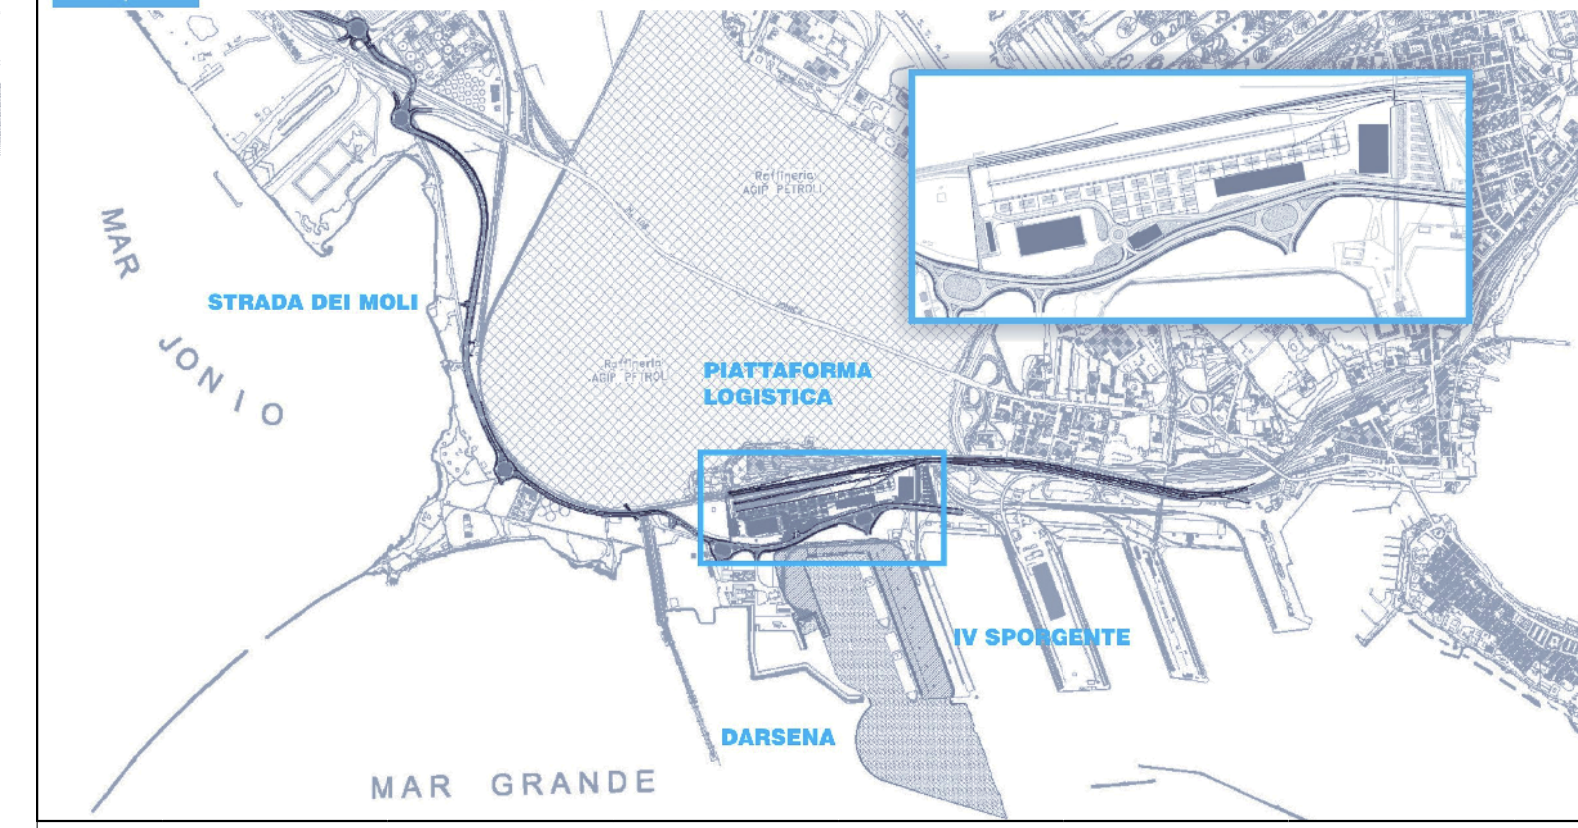 Raffineria
AGIP PETROLI
MAR
JONIO
STRADA DEI MOLI
Raffineria
AGIP PETROLI
PIATTAFORMA
LOGISTICA
IV SPORGENTE
DARSENA
MAR GRANDE